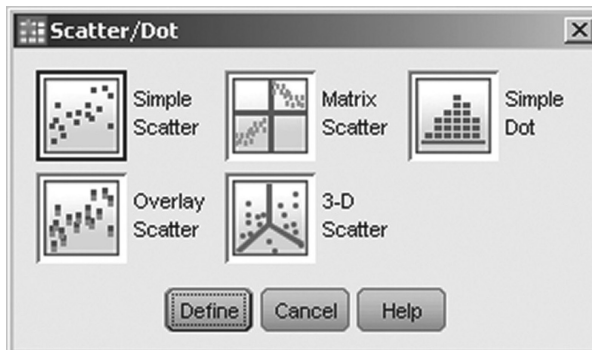 Scatter/Dot
Simple
Scatter
Matrix
Scatter
Simple
Dot
Overlay
Scatter
3-D
Scatter
Define
Cancel
Help